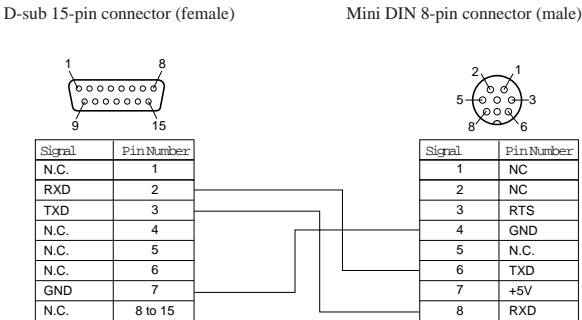 D-sub 15-pin connector (female) Mini DIN 8-pin connector (male)
1 8
9 15
2 1
5 3
8 6
Signal Pin Number
N.C. 1
RXD 2
TXD 3
N.C. 4
N.C. 5
N.C. 6
GND 7
N.C. 8 to 15
Signal Pin Number
1 NC
2 NC
3 RTS
4 GND
5 N.C.
6 TXD
7 +5V
8 RXD